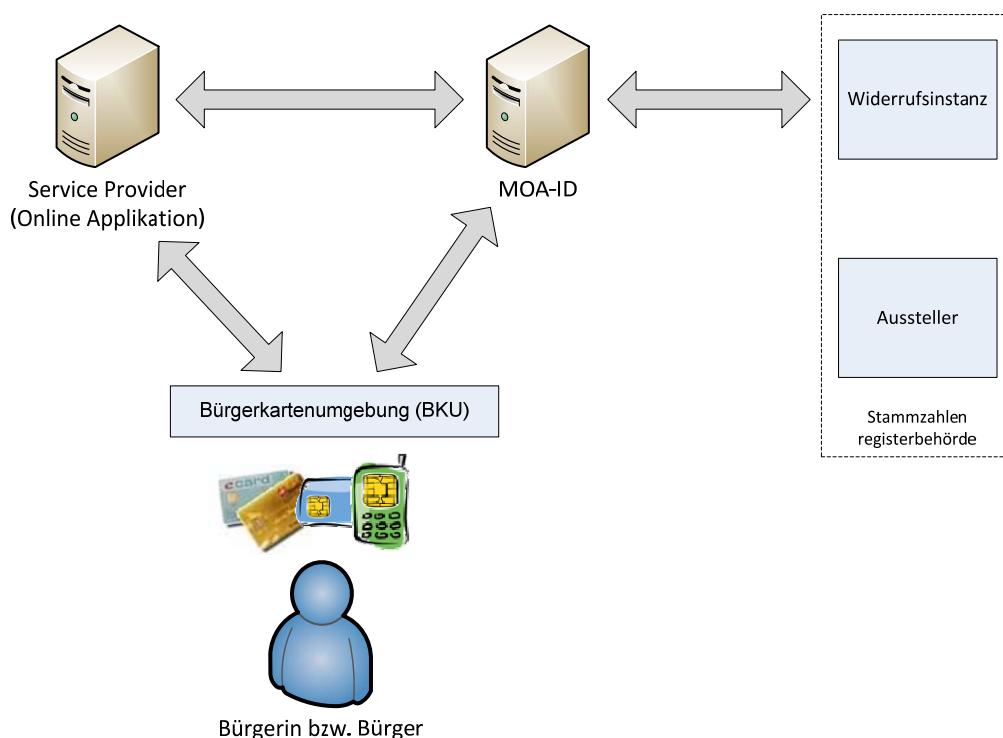 Widerrufsinstanz
Service Provider
(Online Applikation)
MOA-ID
Aussteller
Bürgerkartenumgebung (BKU)
Stammzahlen
registerbehörde
ecard
Bürgerin bzw. Bürger